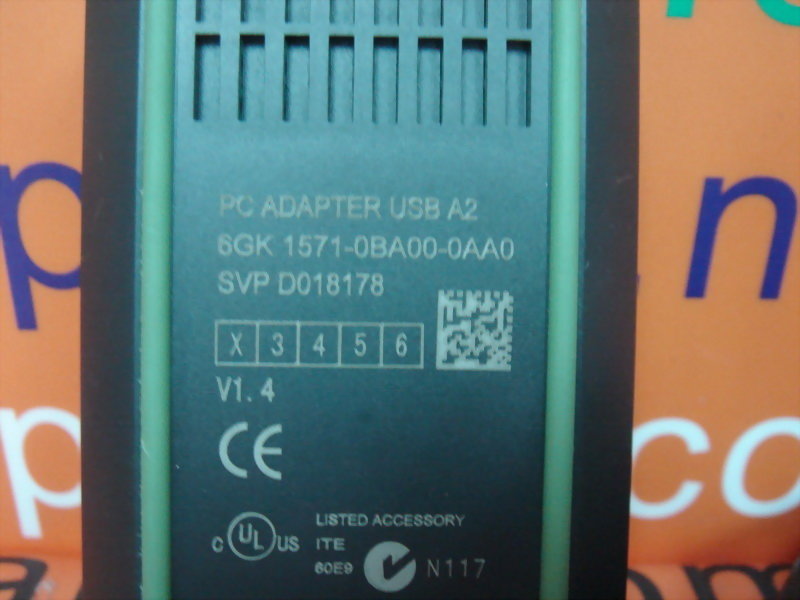 PC ADAPTER USB A2
6GK 1571-0BA00-0AA0
SVP D018178
X 3 4 5 6
V1.4
CE
C UL US
LISTED ACCESSORY
ITE
60E9
N117